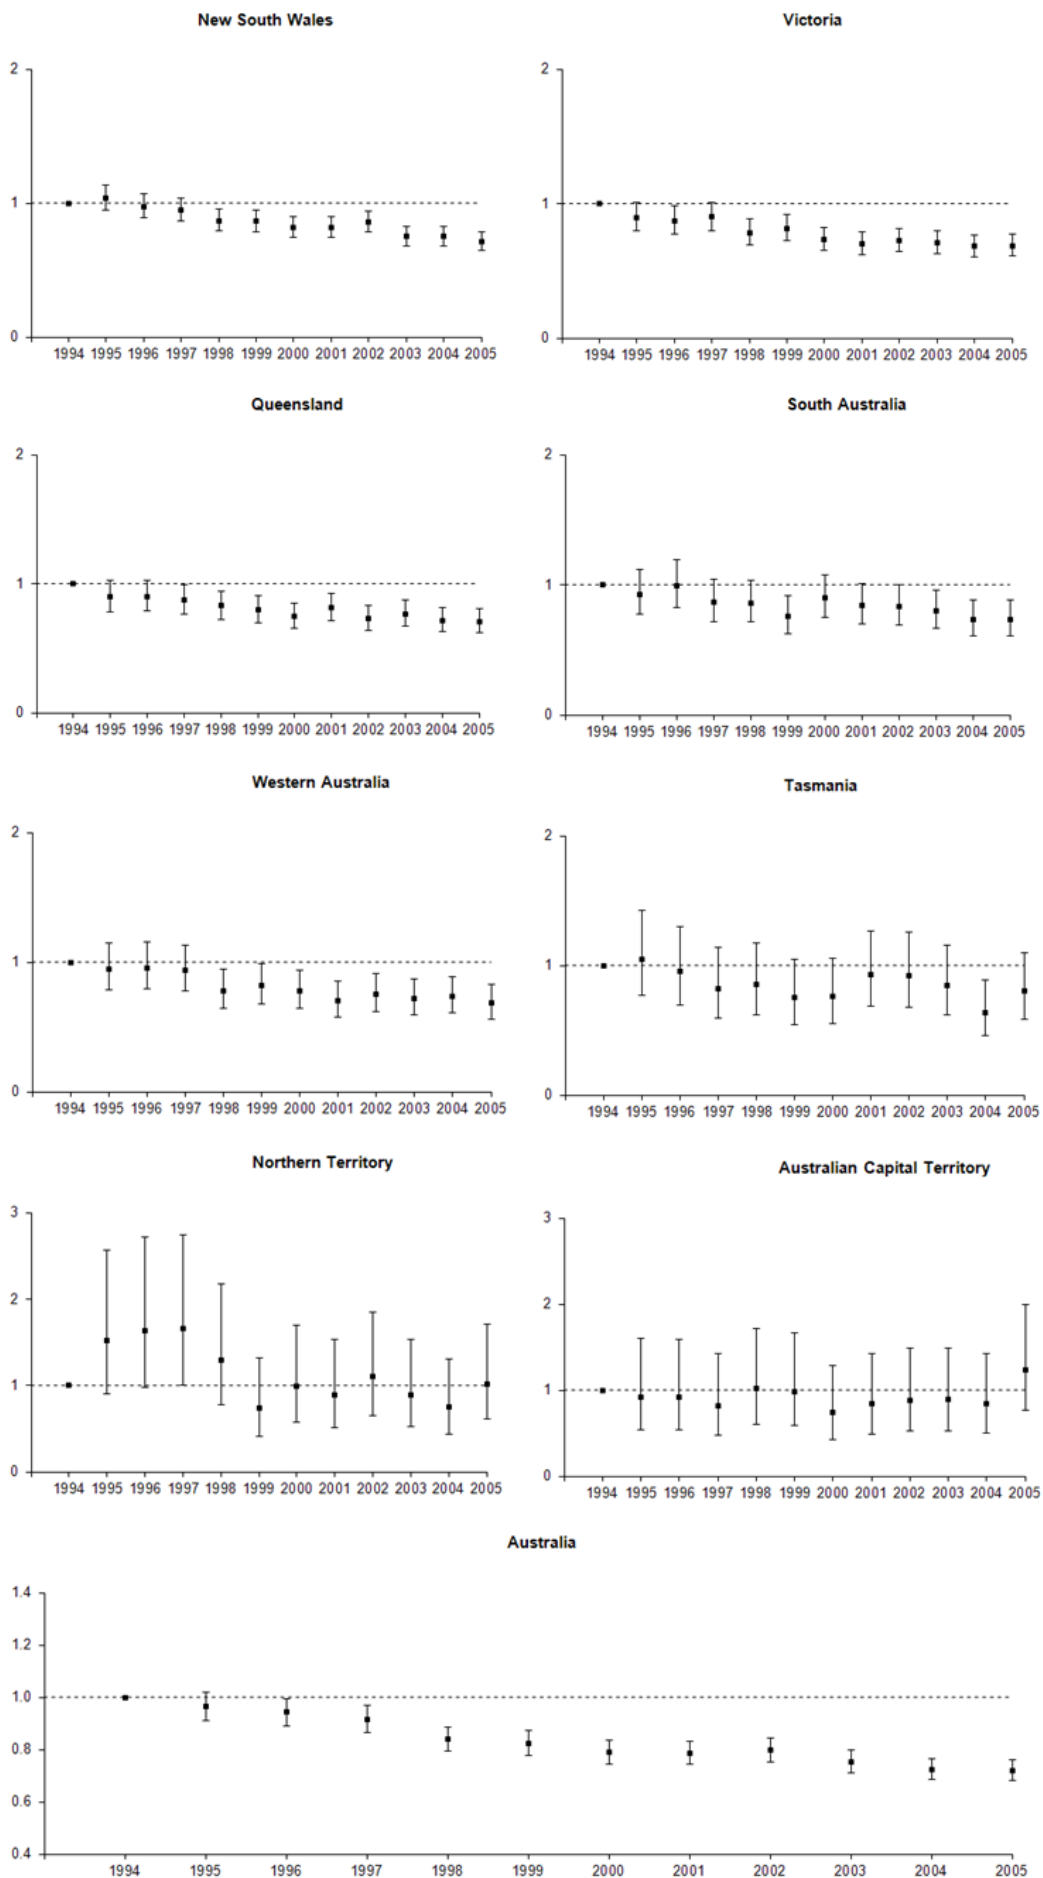 New South Wales
2
1
0
1994 1995 1996 1997 1998 1999 2000 2001 2002 2003 2004 2005
Victoria
2
1
0
1994 1995 1996 1997 1998 1999 2000 2001 2002 2003 2004 2005
Queensland
2
1
0
1994 1995 1996 1997 1998 1999 2000 2001 2002 2003 2004 2005
South Australia
2
1
0
1994 1995 1996 1997 1998 1999 2000 2001 2002 2003 2004 2005
Western Australia
2
1
0
1994 1995 1996 1997 1998 1999 2000 2001 2002 2003 2004 2005
Tasmania
2
1
0
1994 1995 1996 1997 1998 1999 2000 2001 2002 2003 2004 2005
Northern Territory
3
2
1
0
1994 1995 1996 1997 1998 1999 2000 2001 2002 2003 2004 2005
Australian Capital Territory
3
2
1
0
1994 1995 1996 1997 1998 1999 2000 2001 2002 2003 2004 2005
Australia
1.4
1.2
1.0
0.8
0.6
0.4
1994 1995 1996 1997 1998 1999 2000 2001 2002 2003 2004 2005